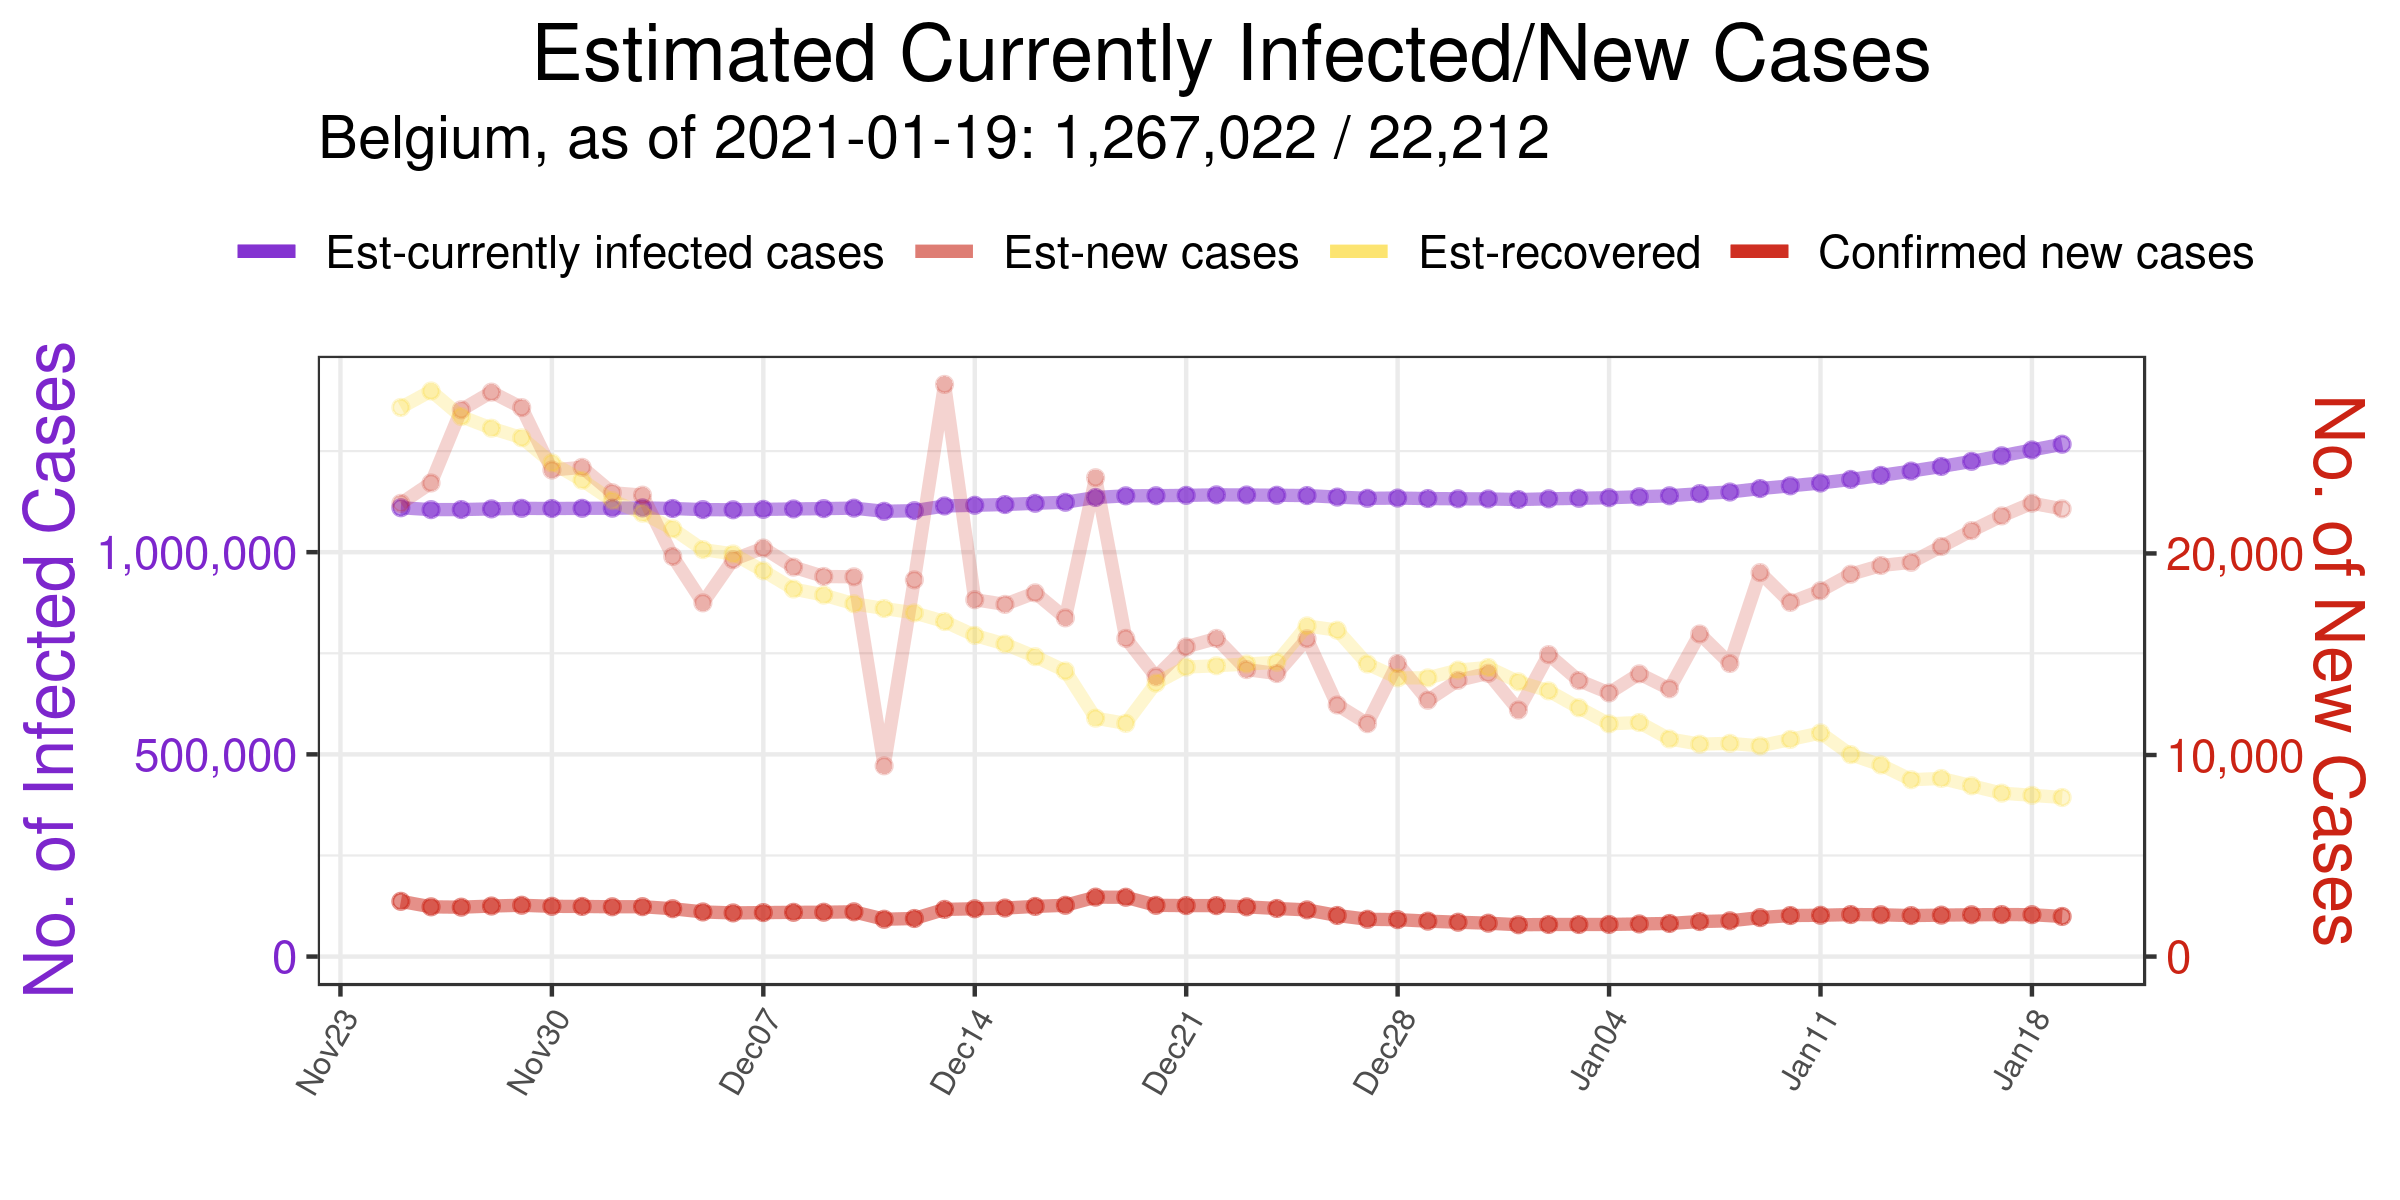 Estimated Currently Infected/New Cases
Belgium, as of 2021-01-19: 1,267,022 / 22,212
Est-currently infected cases Est-new cases Est-recovered Confirmed new cases
No. of Infected Cases
1,000,000
500,000
0
20,000
10,000
0
No. of New Cases
Nov23 Nov30 Dec07 Dec14 Dec21 Dec28 Jan04 Jan11 Jan18